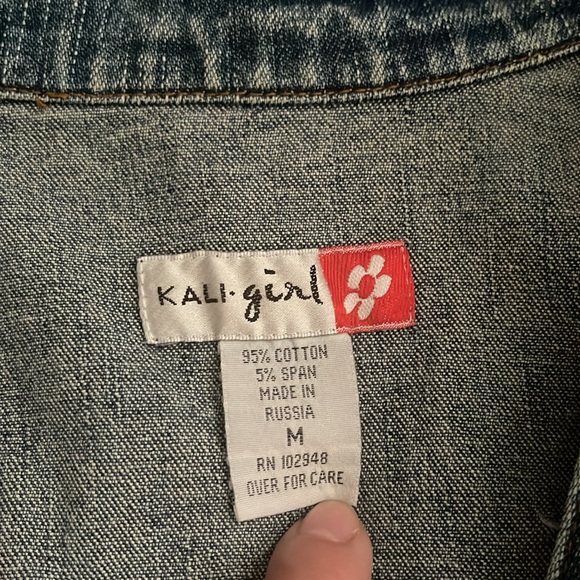 KALI·girl
95% COTTON
5% SPAN
MADE IN
RUSSIA
M
RN 102948
OVER FOR CARE